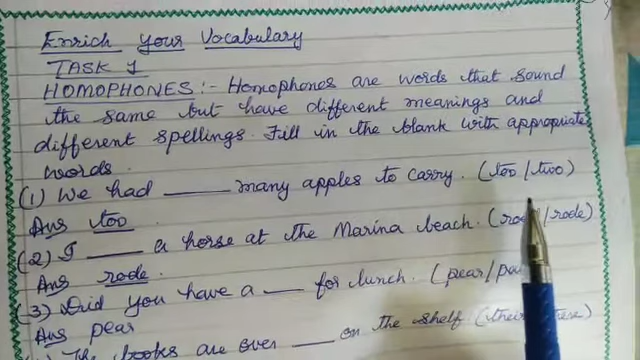 Enrich Your Vocabulary
TASK 1
HOMOPHONES :- Homophones are words that sound
the same but have different meanings and
different spellings. Fill in the blank with appropriate
words.
(1) We had ____ many apples to carry. (too/two)
Ans too
(2) I ____ a horse at the Marina beach. (ro /rode)
Ans rode.
(3) Did you have a ____ for lunch. (pear/
Ans pear
The books are over ____ on the shelf (